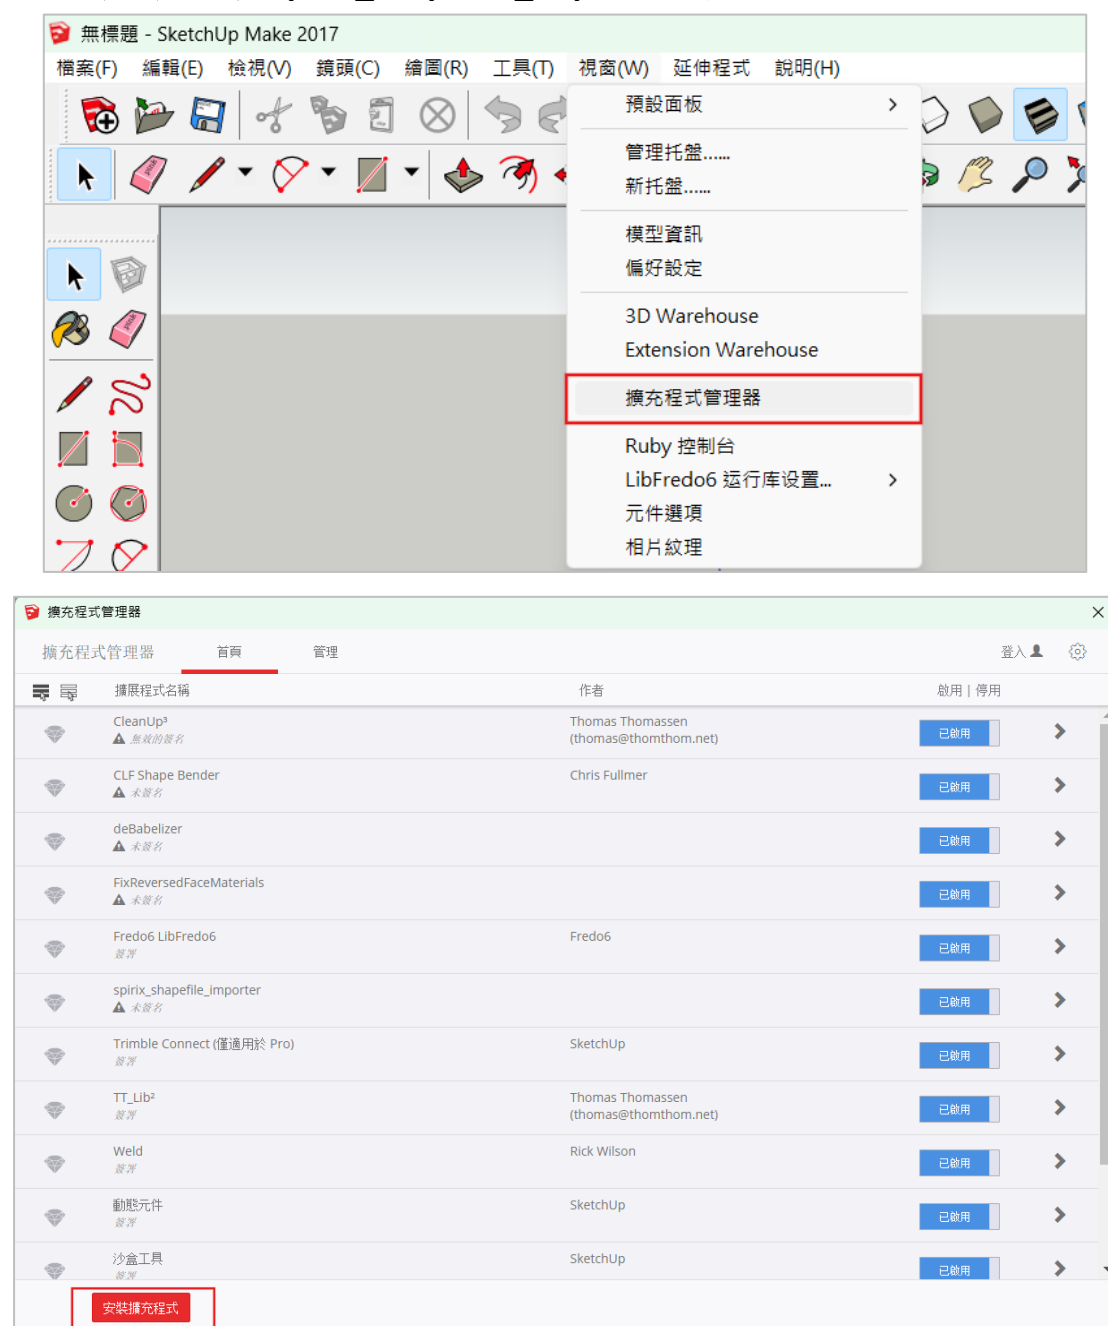 無標題 - SketchUp Make 2017
檔案(F) 編輯(E) 檢視(V) 鏡頭(C) 繪圖(R) 工具(T) 視窗(W) 延伸程式 說明(H)
預設面板
管理托盤......
新托盤......
模型資訊
偏好設定
3D Warehouse
Extension Warehouse
擴充程式管理器
Ruby 控制台
LibFredo6 运行库设置...
元件選項
相片紋理
擴充程式管理器
擴充程式管理器 首頁 管理 登入
擴展程式名稱 作者 啟用 | 停用
CleanUp³ Thomas Thomassen
無效的簽名 (thomas@thomthom.net) 已啟用
CLF Shape Bender Chris Fullmer
未簽名 已啟用
deBabelizer
未簽名 已啟用
FixReversedFaceMaterials
未簽名 已啟用
Fredo6 LibFredo6 Fredo6
簽署 已啟用
spirix_shapefile_importer
未簽名 已啟用
Trimble Connect (僅適用於 Pro) SketchUp
簽署 已啟用
TT_Lib² Thomas Thomassen
簽署 (thomas@thomthom.net) 已啟用
Weld Rick Wilson
簽署 已啟用
動態元件 SketchUp
簽署 已啟用
沙盒工具 SketchUp
簽署 已啟用
安裝擴充程式